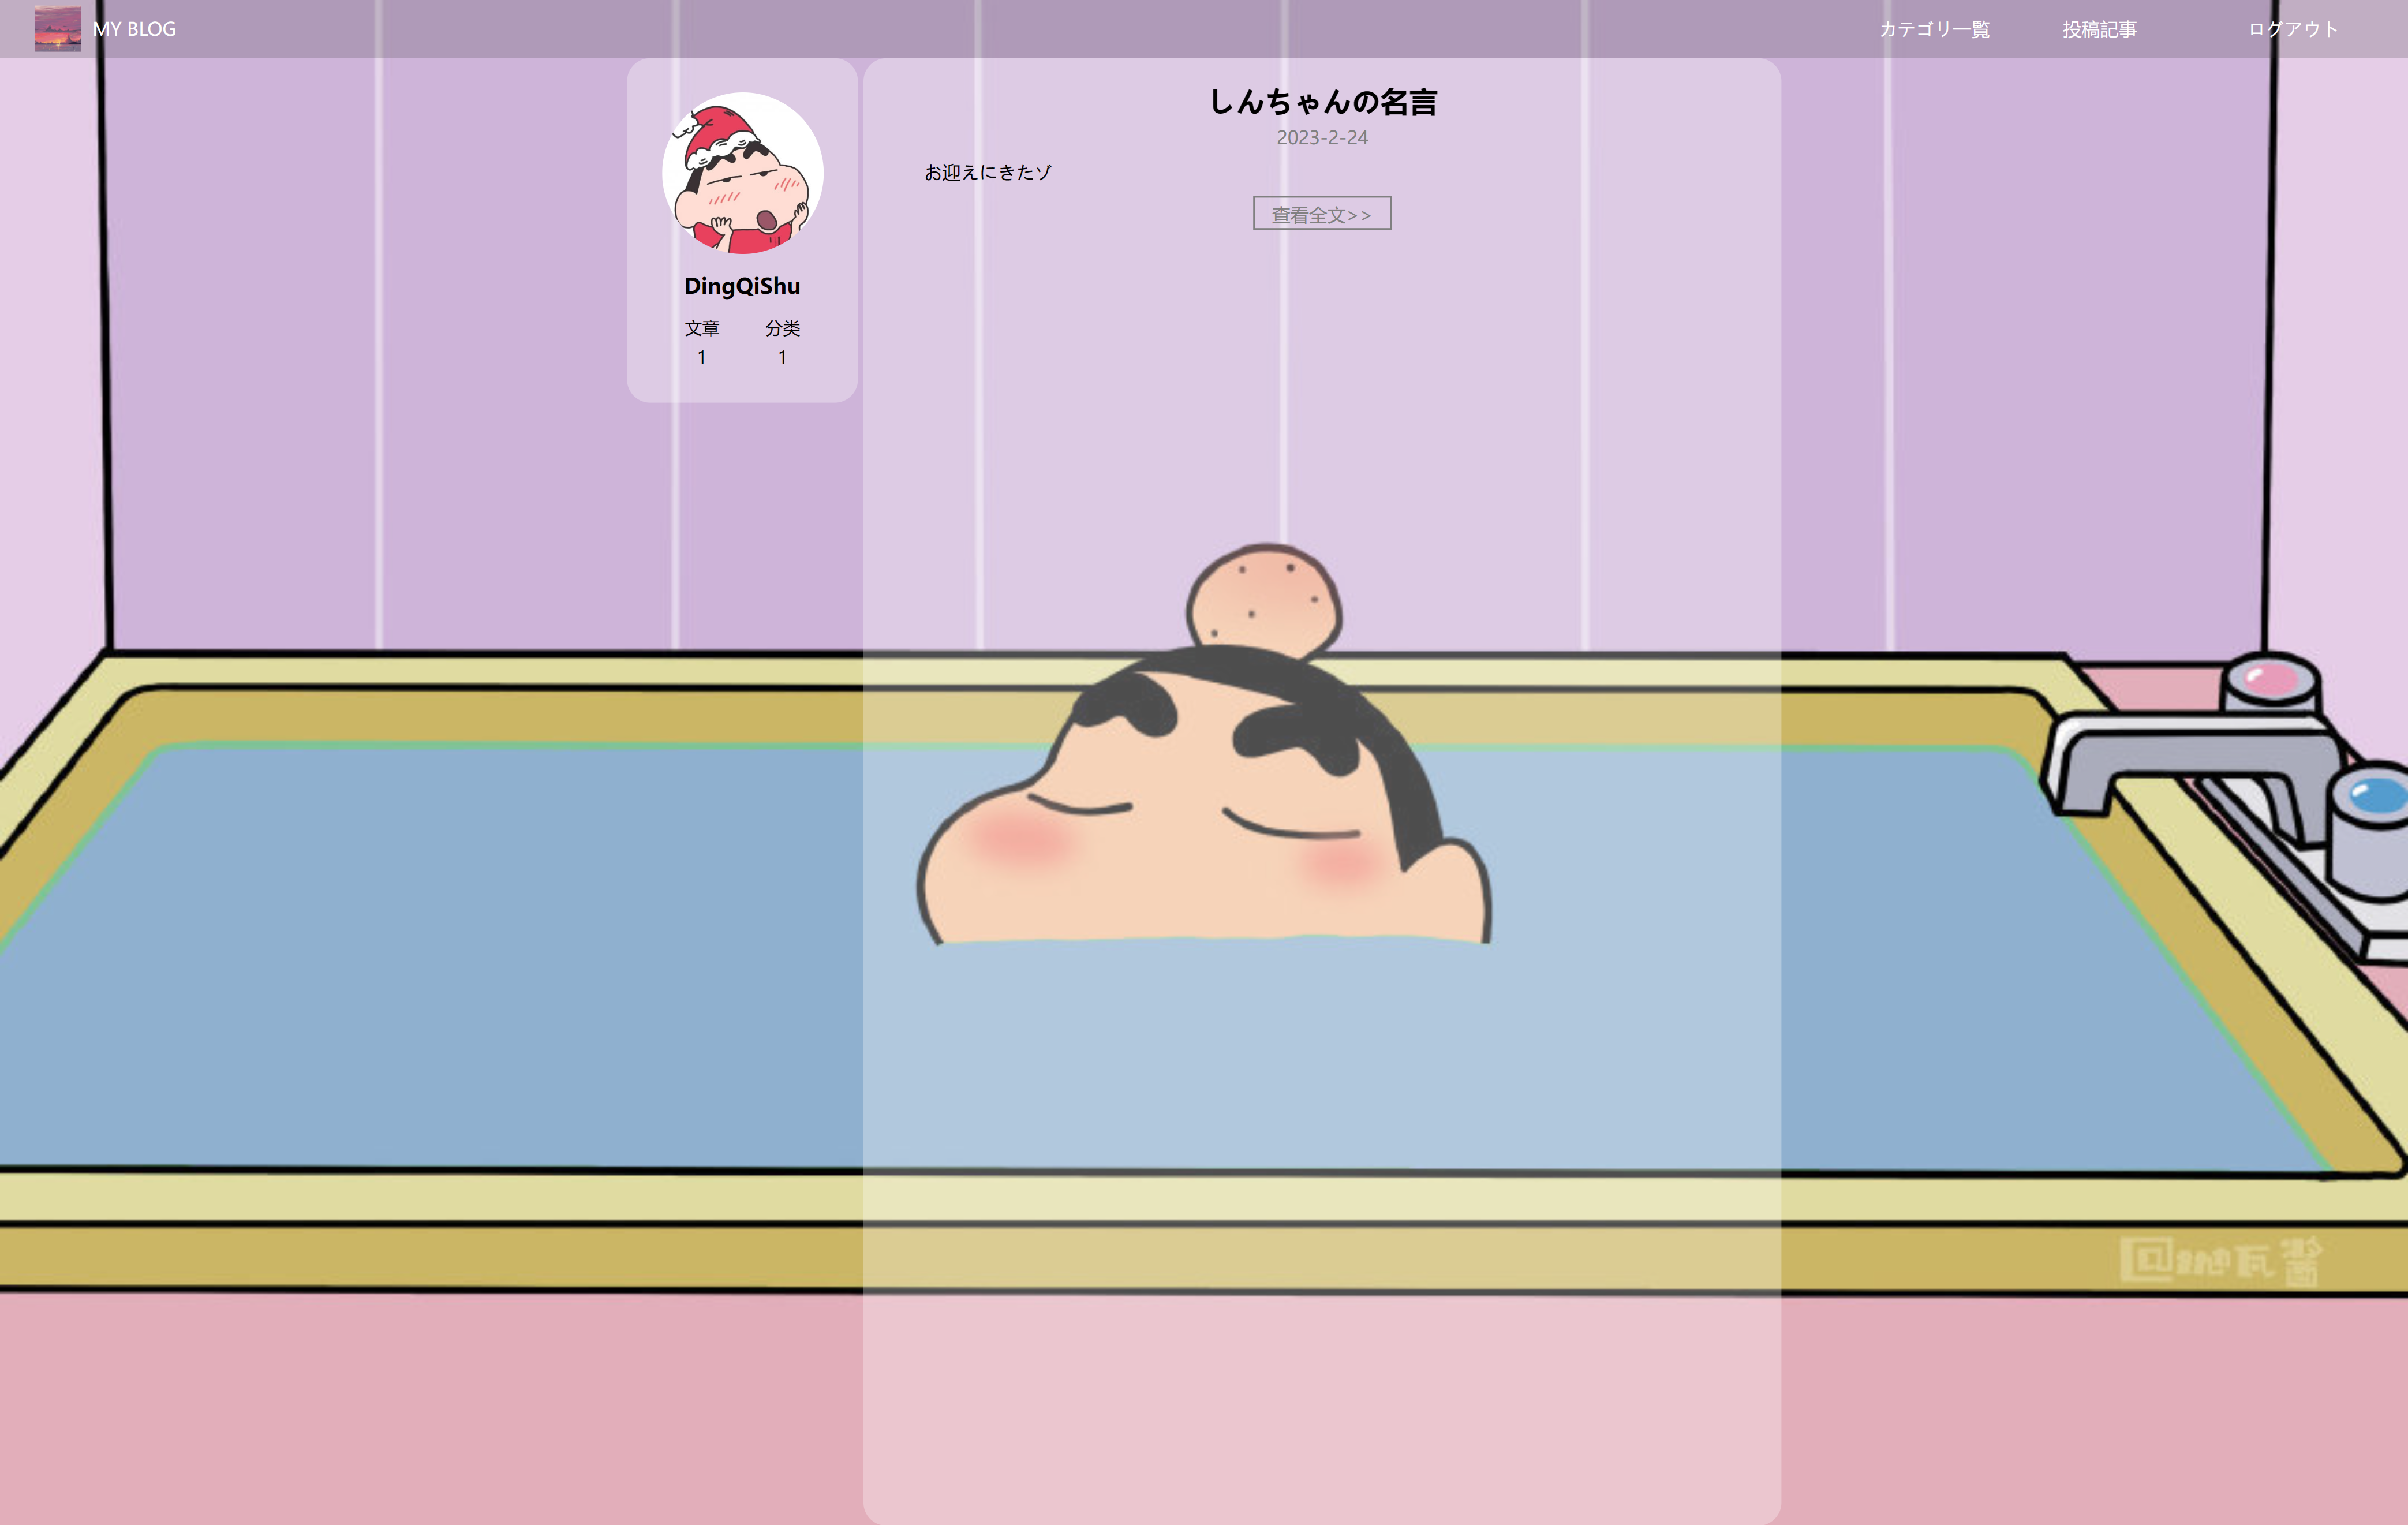 MY BLOG
カテゴリ一覧
投稿記事
ログアウト
DingQiShu
文章 分类
1 1
しんちゃんの名言
2023-2-24
お迎えにきたゾ
查看全文>>